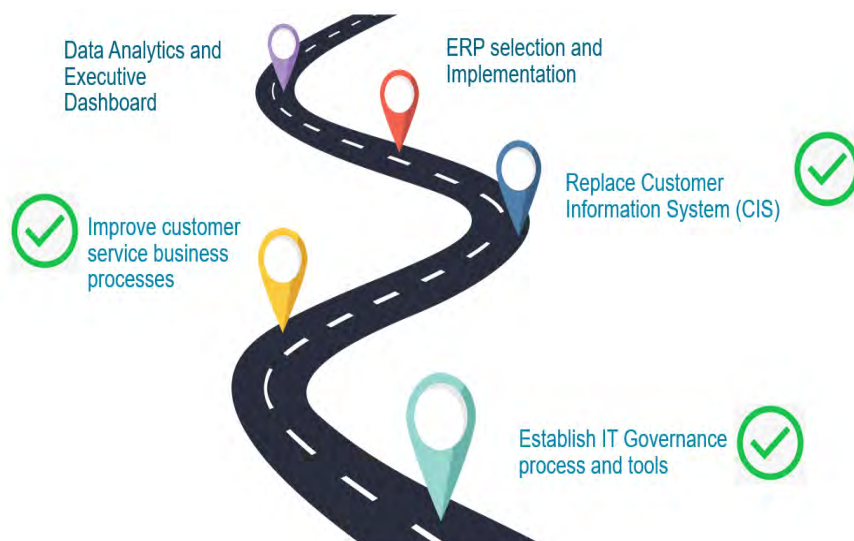 Data Analytics and
Executive
Dashboard
ERP selection and
Implementation
Replace Customer
Information System (CIS)
Improve customer
service business
processes
Establish IT Governance
process and tools